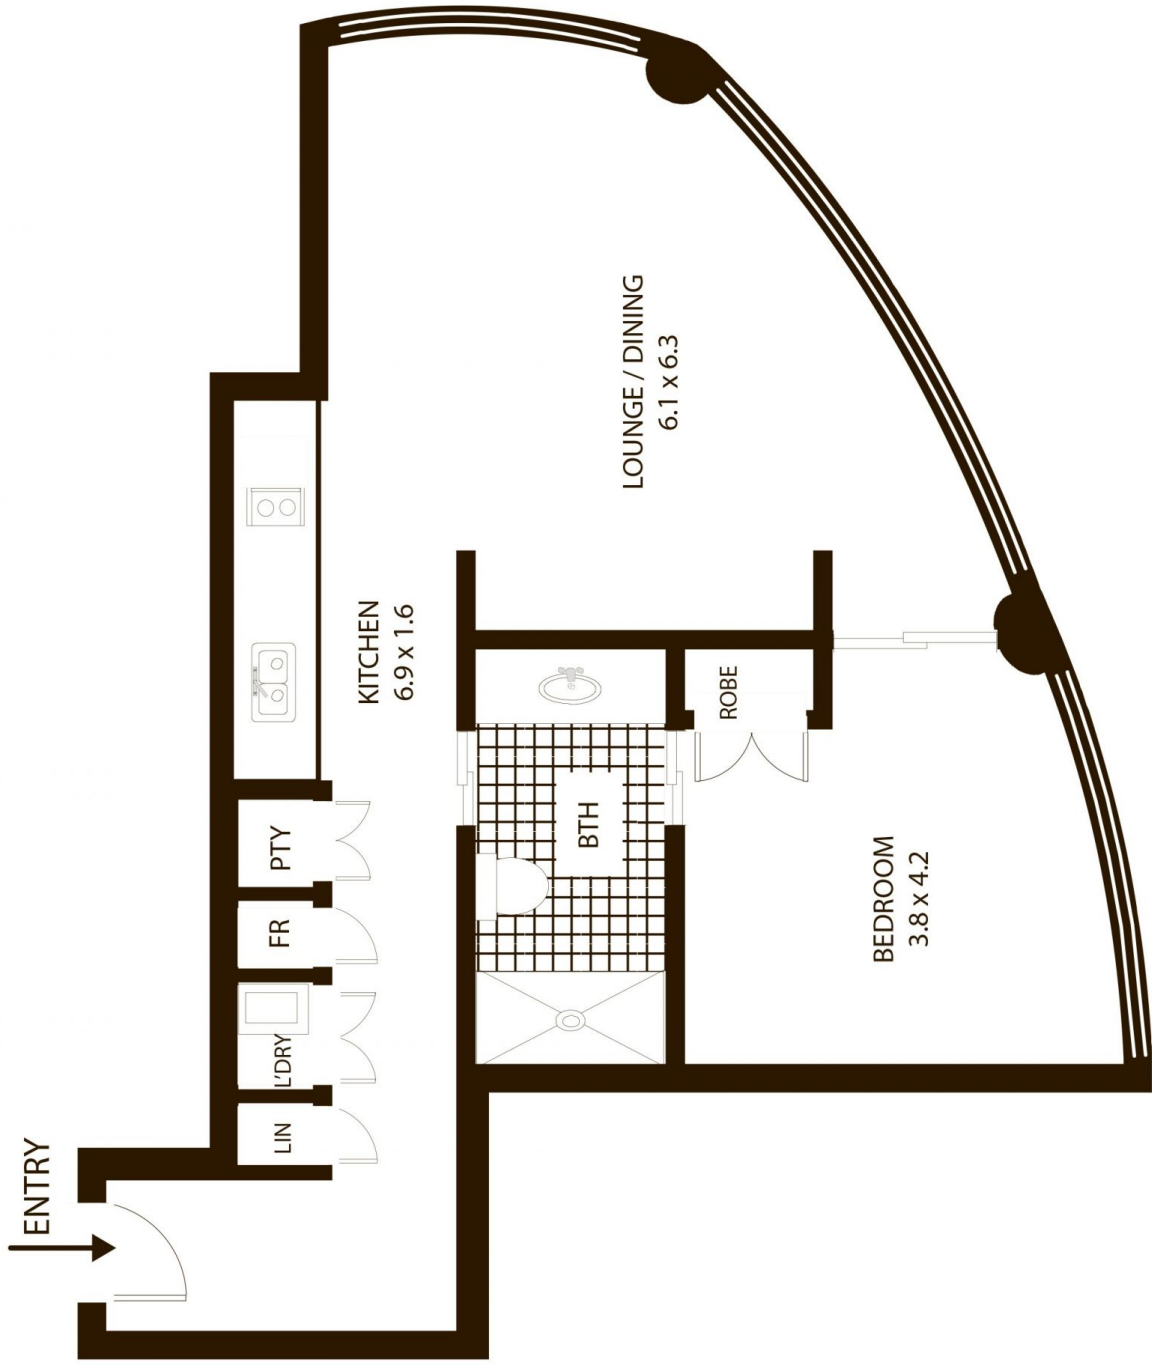 LOUNGE / DINING
6.1 x 6.3
KITCHEN
6.9 x 1.6
ROBE
PTY
BTH
BEDROOM
3.8 x 4.2
FR
L'DRY
LIN
ENTRY